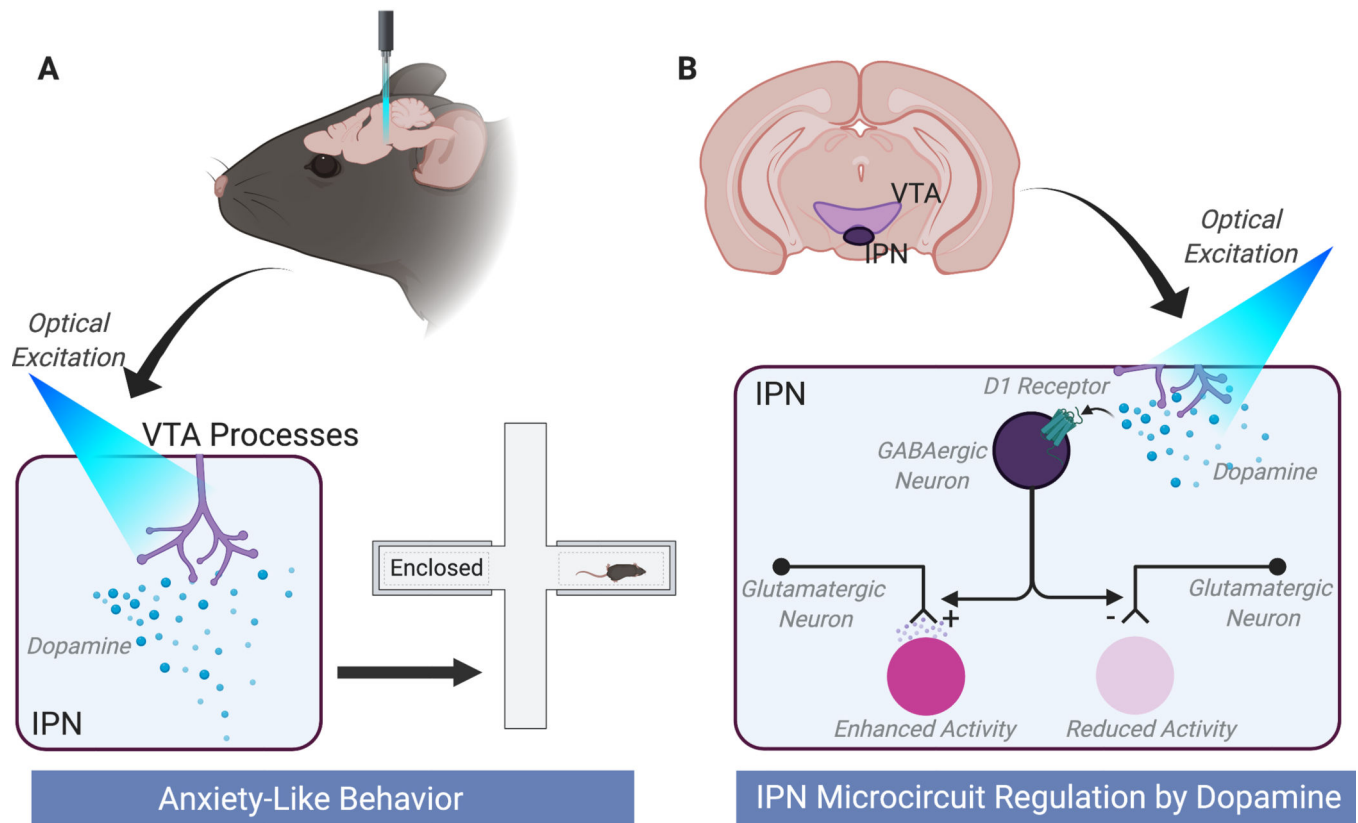 A
Optical
Excitation
VTA Processes
Dopamine
IPN
Enclosed
Anxiety-Like Behavior
B
VTA
IPN
Optical
Excitation
IPN
D1 Receptor
GABAergic
Neuron
Dopamine
Glutamatergic
Neuron
+
-
Glutamatergic
Neuron
Enhanced Activity
Reduced Activity
IPN Microcircuit Regulation by Dopamine